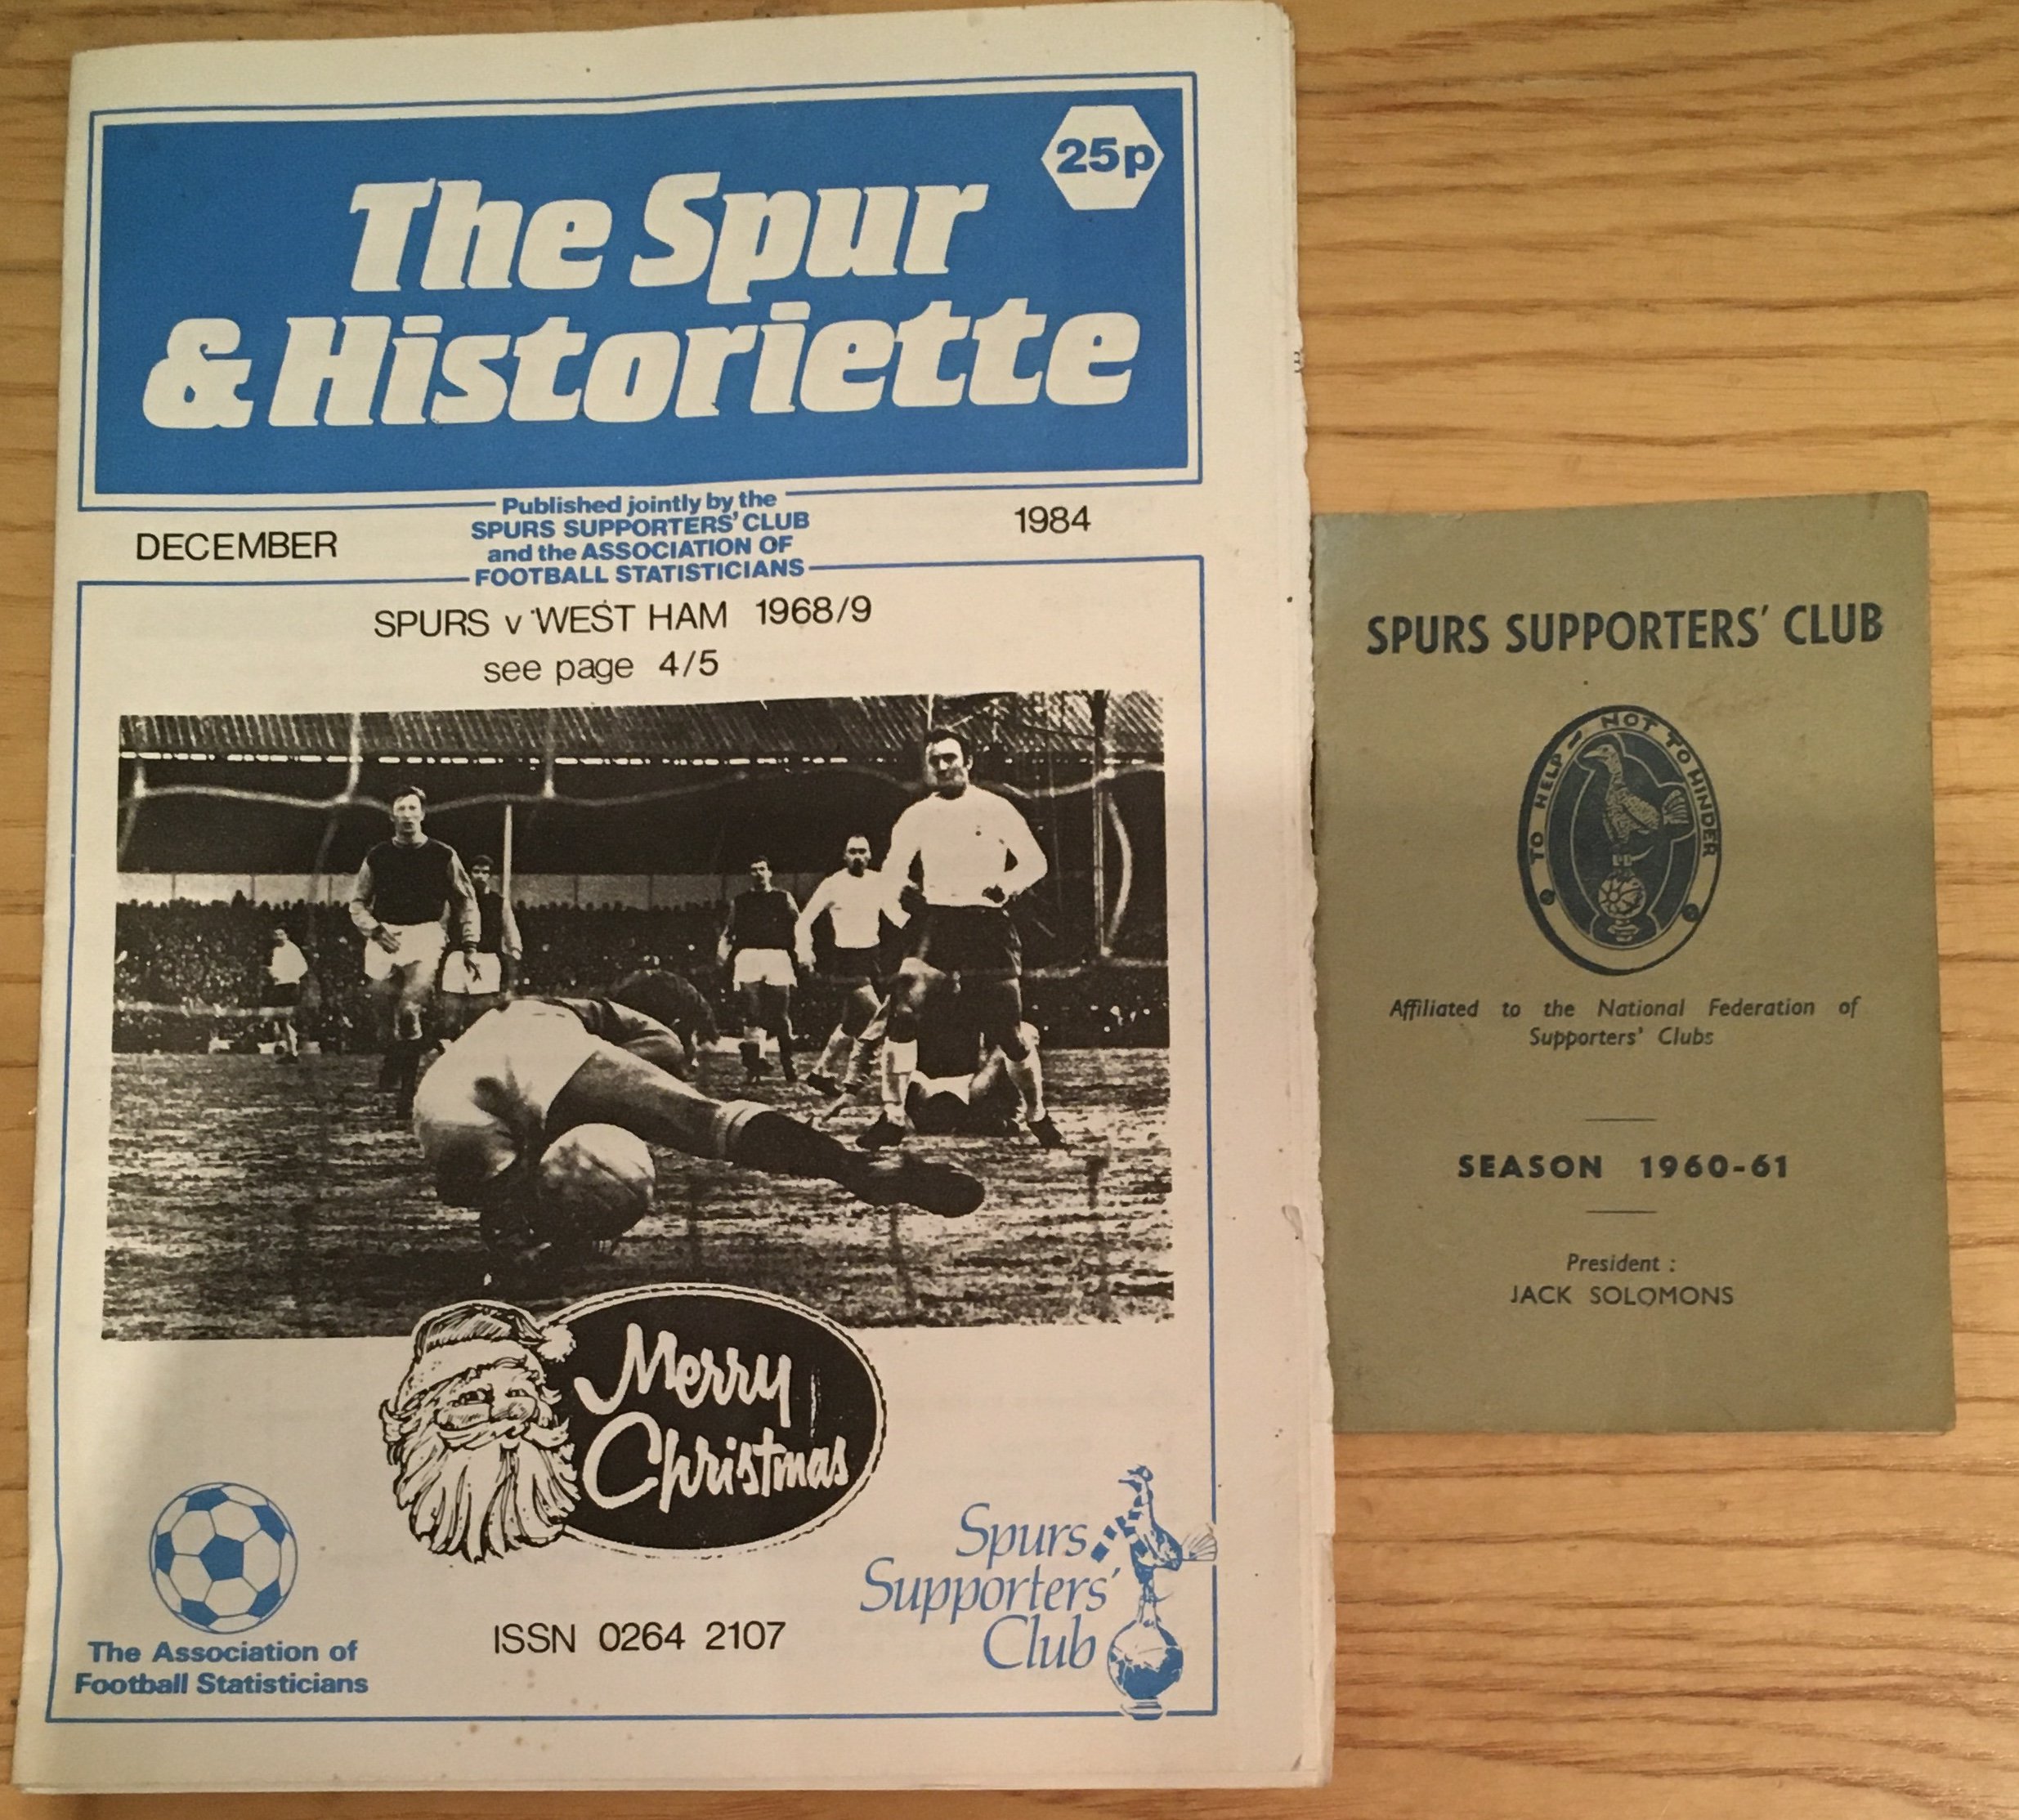 25p
The Spur
& Historiette
Published jointly by the
SPURS SUPPORTERS' CLUB
and the ASSOCIATION OF
FOOTBALL STATISTICIANS
DECEMBER
1984
SPURS v WEST HAM 1968/9
see page 4/5
Merry
Christmas
The Association of
Football Statisticians
ISSN 0264 2107
Spurs
Supporters'
Club
SPURS SUPPORTERS' CLUB
TO HELP ~ NOT TO HINDER
Affiliated to the National Federation of
Supporters' Clubs
SEASON 1960-61
President :
JACK SOLOMONS